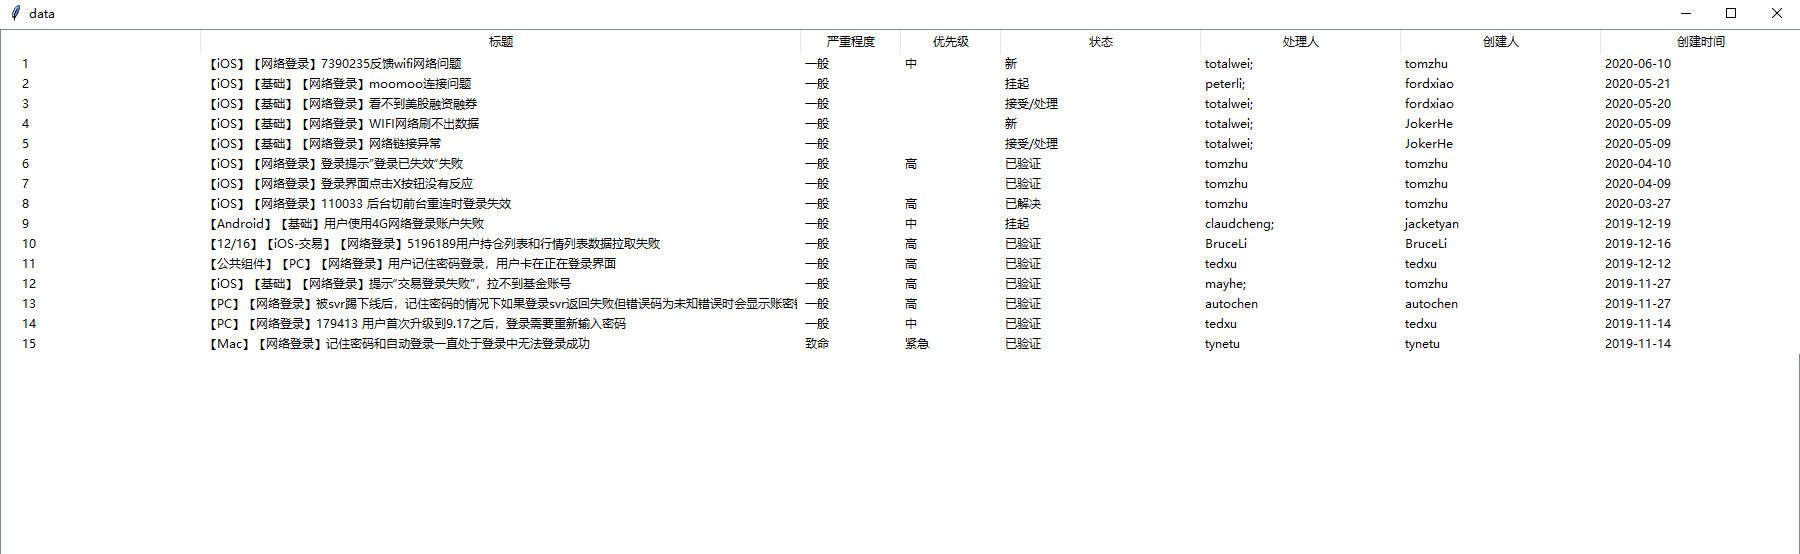 data
标题 严重程度 优先级 状态 处理人 创建人 创建时间
1 【iOS】【网络登录】7390235反馈wifi网络问题 一般 中 新 totalwei; tomzhu 2020-06-10
2 【iOS】【基础】【网络登录】moomoo连接问题 一般 挂起 peterli; fordxiao 2020-05-21
3 【iOS】【基础】【网络登录】看不到美股融资融券 一般 接受/处理 totalwei; fordxiao 2020-05-20
4 【iOS】【基础】【网络登录】WIFI网络刷不出数据 一般 新 totalwei; JokerHe 2020-05-09
5 【iOS】【基础】【网络登录】网络链接异常 一般 接受/处理 totalwei; JokerHe 2020-05-09
6 【iOS】【网络登录】登录提示“登录已失效“失败 一般 高 已验证 tomzhu tomzhu 2020-04-10
7 【iOS】【网络登录】登录界面点击X按钮没有反应 一般 已验证 tomzhu tomzhu 2020-04-09
8 【iOS】【网络登录】110033 后台切前台重连时登录失效 一般 高 已解决 tomzhu tomzhu 2020-03-27
9 【Android】【基础】用户使用4G网络登录账户失败 一般 中 挂起 claudcheng; jacketyan 2019-12-19
10 【12/16】【iOS-交易】【网络登录】5196189用户持仓列表和行情列表数据拉取失败 一般 高 已验证 BruceLi BruceLi 2019-12-16
11 【公共组件】【PC】【网络登录】用户记住密码登录，用户卡在正在登录界面 一般 高 已验证 tedxu tedxu 2019-12-12
12 【iOS】【基础】【网络登录】提示“交易登录失败”，拉不到基金账号 一般 高 已验证 mayhe; tomzhu 2019-11-27
13 【PC】【网络登录】被svr踢下线后，记住密码的情况下如果登录svr返回失败但错误码为未知错误时会显示账密 一般 高 已验证 autochen autochen 2019-11-27
14 【PC】【网络登录】179413 用户首次升级到9.17之后，登录需要重新输入密码 一般 中 已验证 tedxu tedxu 2019-11-14
15 【Mac】【网络登录】记住密码和自动登录一直处于登录中无法登录成功 致命 紧急 已验证 tynetu tynetu 2019-11-14